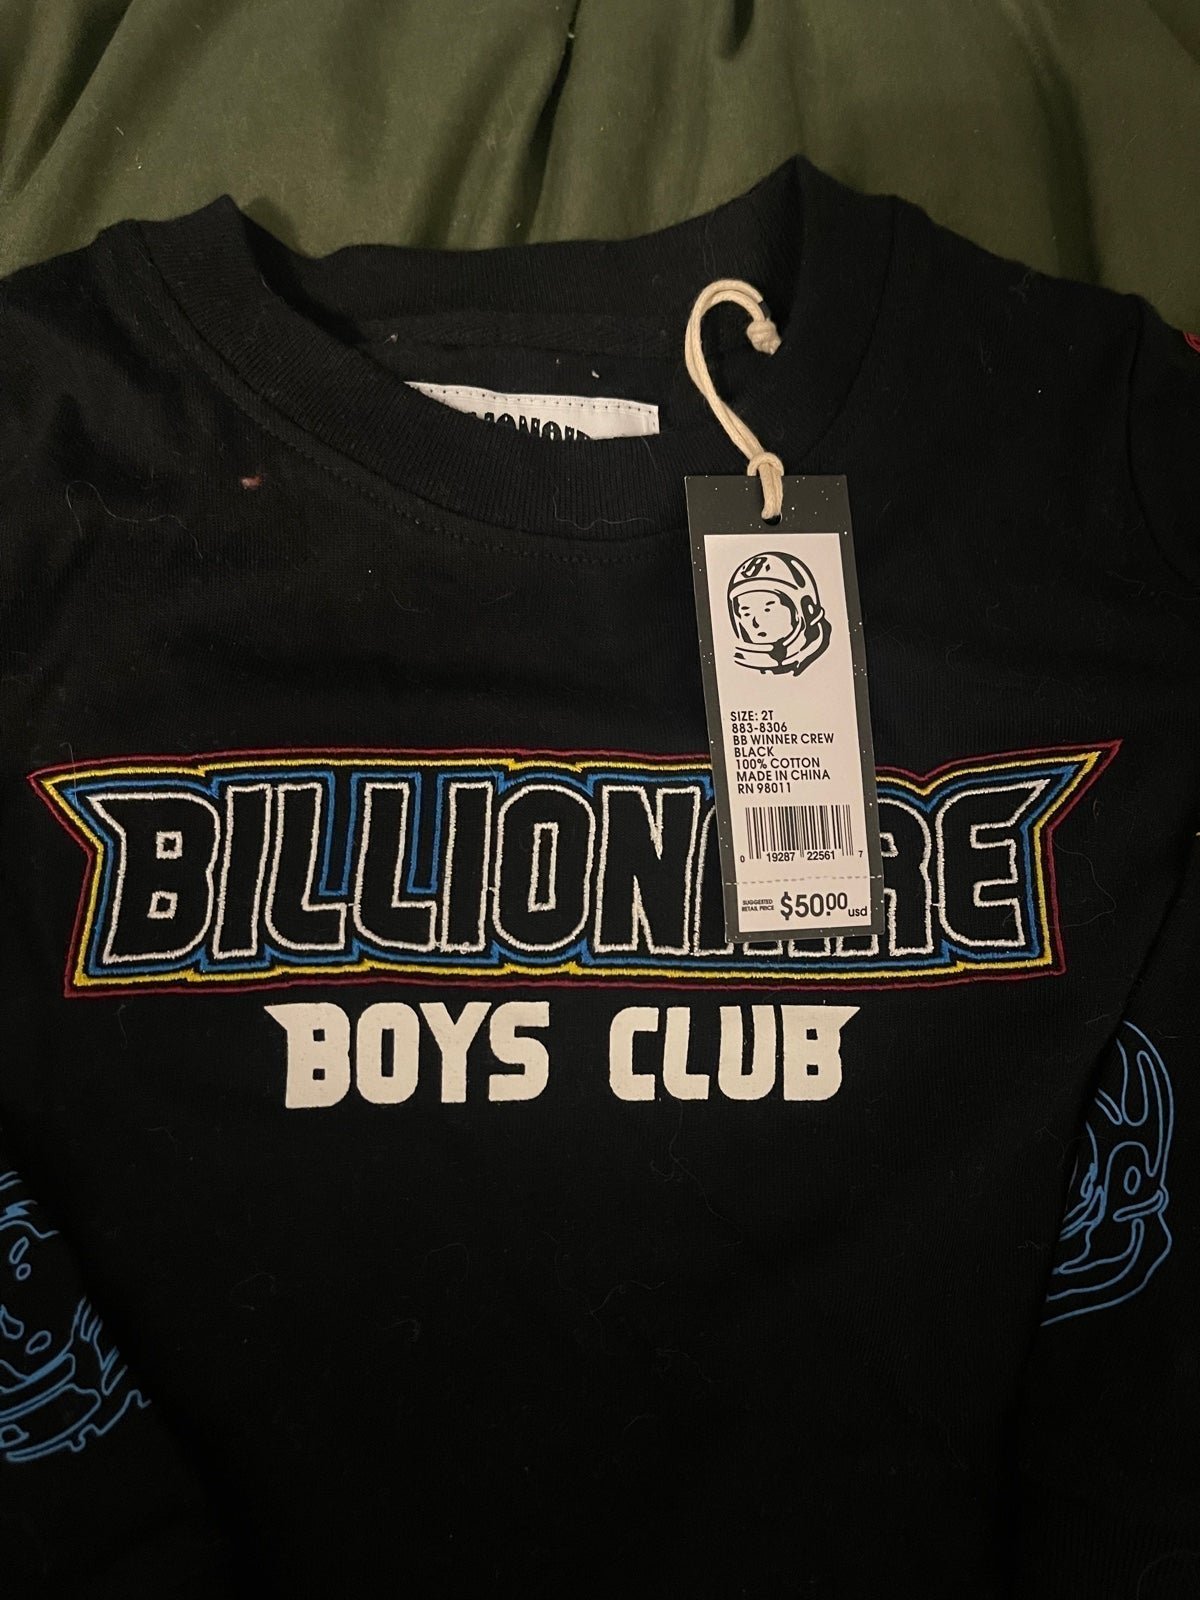 SIZE: 2T
883-8306
BB WINNER CREW
BLACK
100% COTTON
MADE IN CHINA
RN 98011
0 19287 22561 7
SUGGESTED
RETAIL PRICE
$50.00 usd
BILLIONAIRE
BOYS CLUB